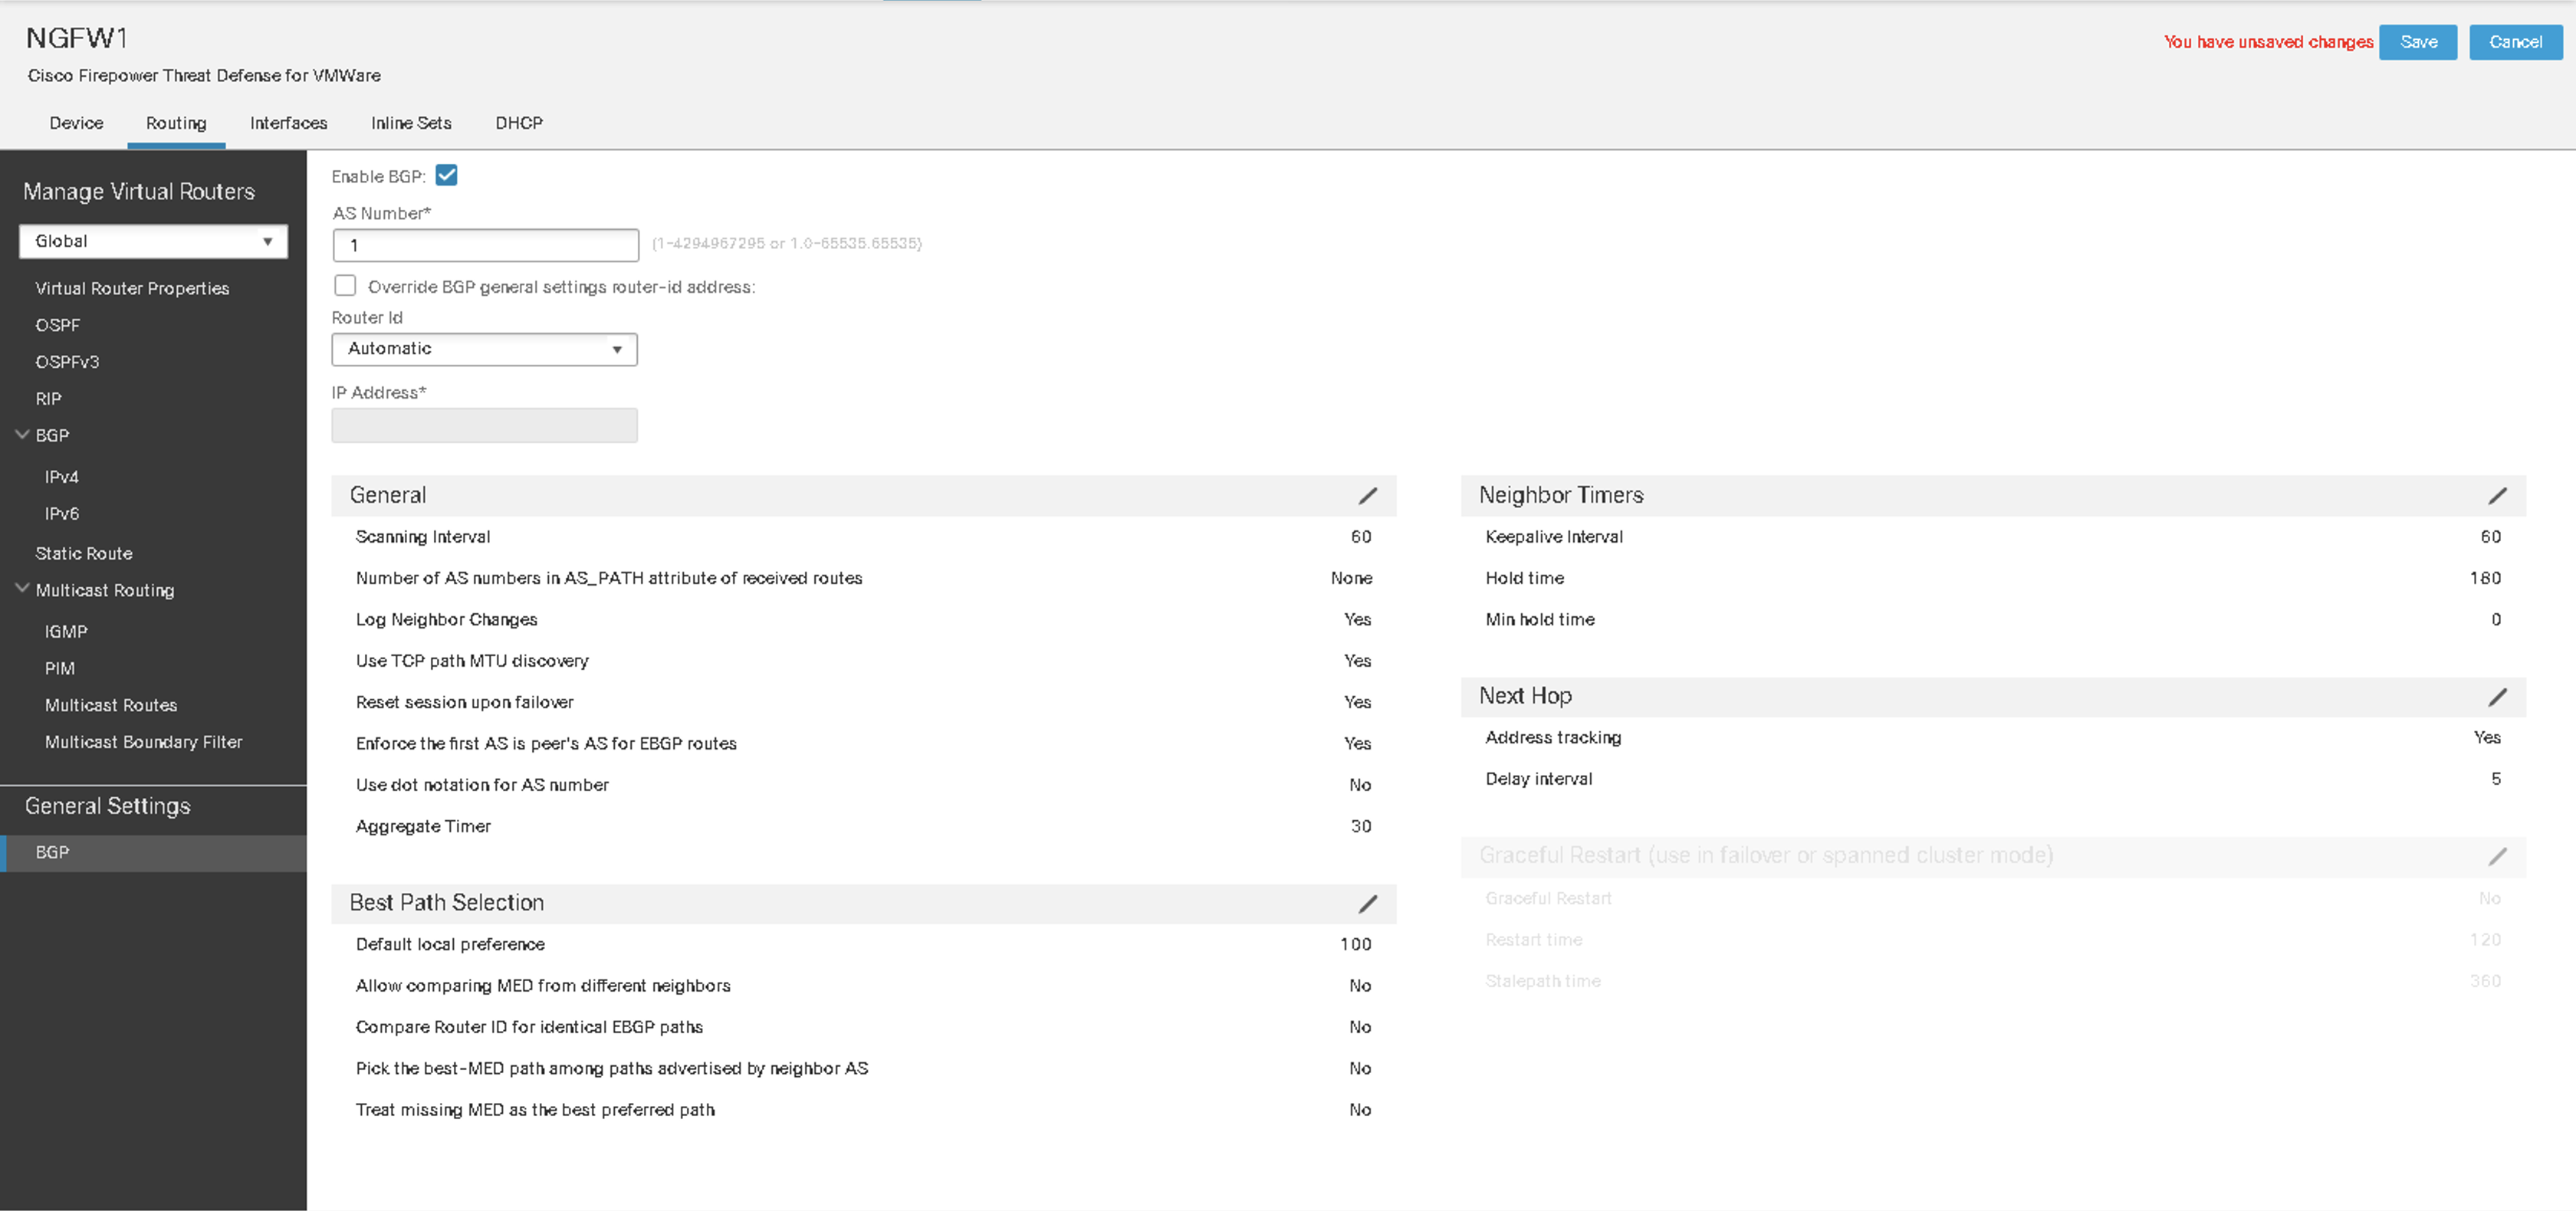 NGFW1
You have unsaved changes Save Cancel
Cisco Firepower Threat Defense for VMWare
Device Routing Interfaces Inline Sets DHCP
Manage Virtual Routers
Global
Virtual Router Properties
OSPF
OSPFv3
RIP
BGP
IPv4
IPv6
Static Route
Multicast Routing
IGMP
PIM
Multicast Routes
Multicast Boundary Filter
General Settings
BGP
Enable BGP:
AS Number*
1 (1-4294967295 or 1.0-65535.65535)
Override BGP general settings router-id address:
Router Id
Automatic
IP Address*
General
Scanning Interval 60
Number of AS numbers in AS_PATH attribute of received routes None
Log Neighbor Changes Yes
Use TCP path MTU discovery Yes
Reset session upon failover Yes
Enforce the first AS is peer's AS for EBGP routes Yes
Use dot notation for AS number No
Aggregate Timer 30
Best Path Selection
Default local preference 100
Allow comparing MED from different neighbors No
Compare Router ID for identical EBGP paths No
Pick the best-MED path among paths advertised by neighbor AS No
Treat missing MED as the best preferred path No
Neighbor Timers
Keepalive Interval 60
Hold time 180
Min hold time 0
Next Hop
Address tracking Yes
Delay interval 5
Graceful Restart (use in failover or spanned cluster mode)
Graceful Restart No
Restart time 120
Stalepath time 360